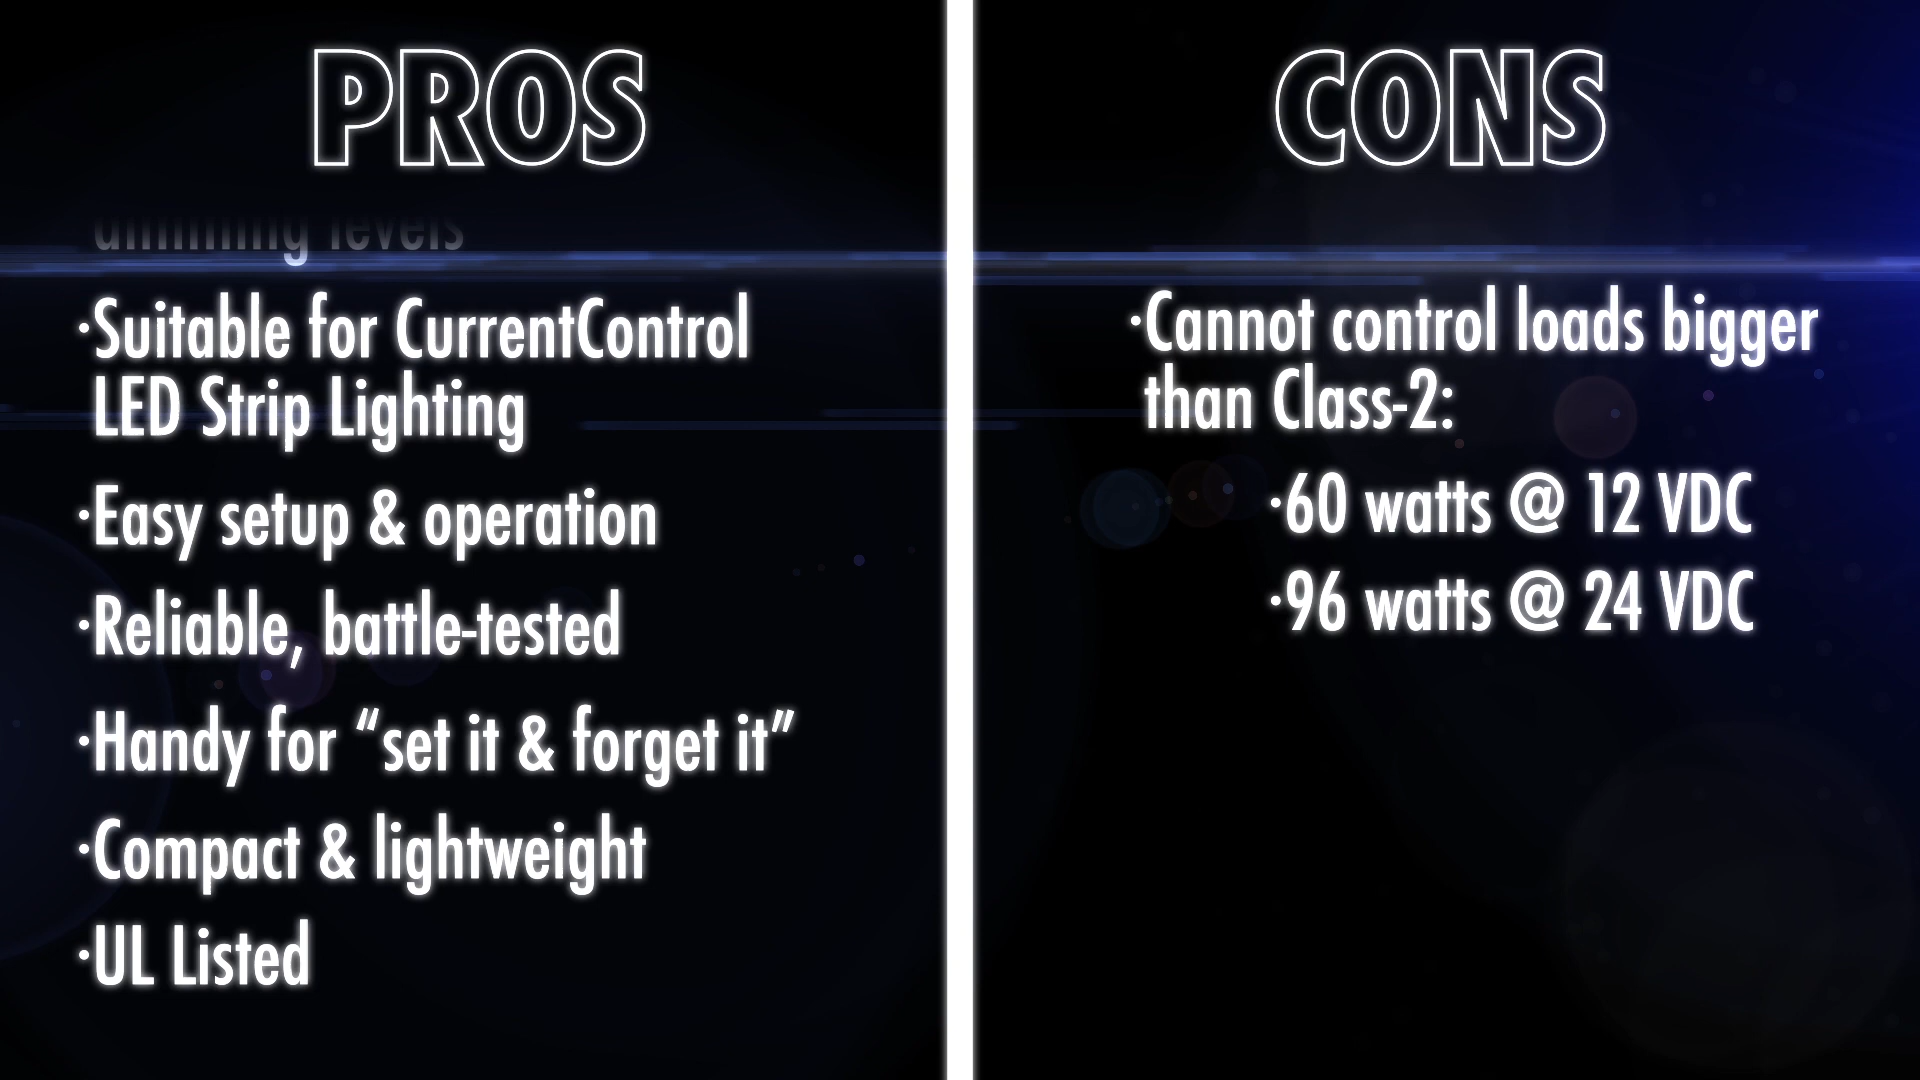 PROS
dimming levels
·Suitable for CurrentControl
LED Strip Lighting
·Easy setup & operation
·Reliable, battle-tested
·Handy for “set it & forget it”
·Compact & lightweight
·UL Listed
CONS
·Cannot control loads bigger
than Class-2:
·60 watts @ 12 VDC
·96 watts @ 24 VDC